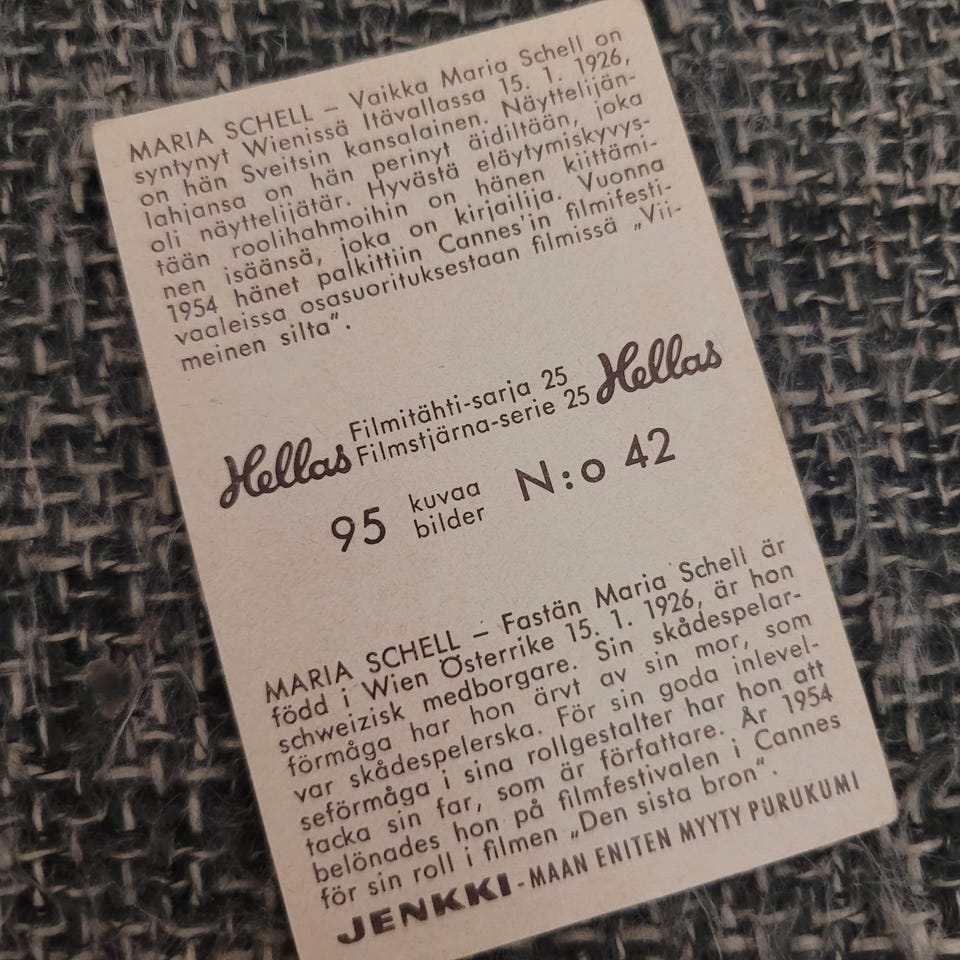 MARIA SCHELL – Vaikka Maria Schell on
syntynyt Wienissä Itävallassa 15. 1. 1926,
on hän Sveitsin kansalainen. Näyttelijän-
lahjansa on hän perinyt äidiltään, joka
oli näyttelijätär. Hyvästä eläytymiskyvys-
tään roolihahmoihin on hänen kiittämi-
nen isäänsä, joka on kirjailija. Vuonna
1954 hänet palkittiin Cannes'in filmifesti-
vaaleissa osasuorituksestaan filmissä „Vii-
meinen silta".
Hellas Filmitähti-sarja 25 Hellas
Filmstjärna-serie 25
95 kuvaa N:o 42
bilder
MARIA SCHELL – Fastän Maria Schell är
född i Wien Österrike 15. 1. 1926, är hon
schweizisk medborgare. Sin skådespelar-
förmåga har hon ärvt av sin mor, som
var skådespelerska. För sin goda inlevel-
seförmåga i sina rollgestalter har hon att
tacka sin far, som är författare. År 1954
belönades hon på filmfestivalen i Cannes
för sin roll i filmen „Den sista bron".
JENKKI - MAAN ENITEN MYYTY PURUKUMI